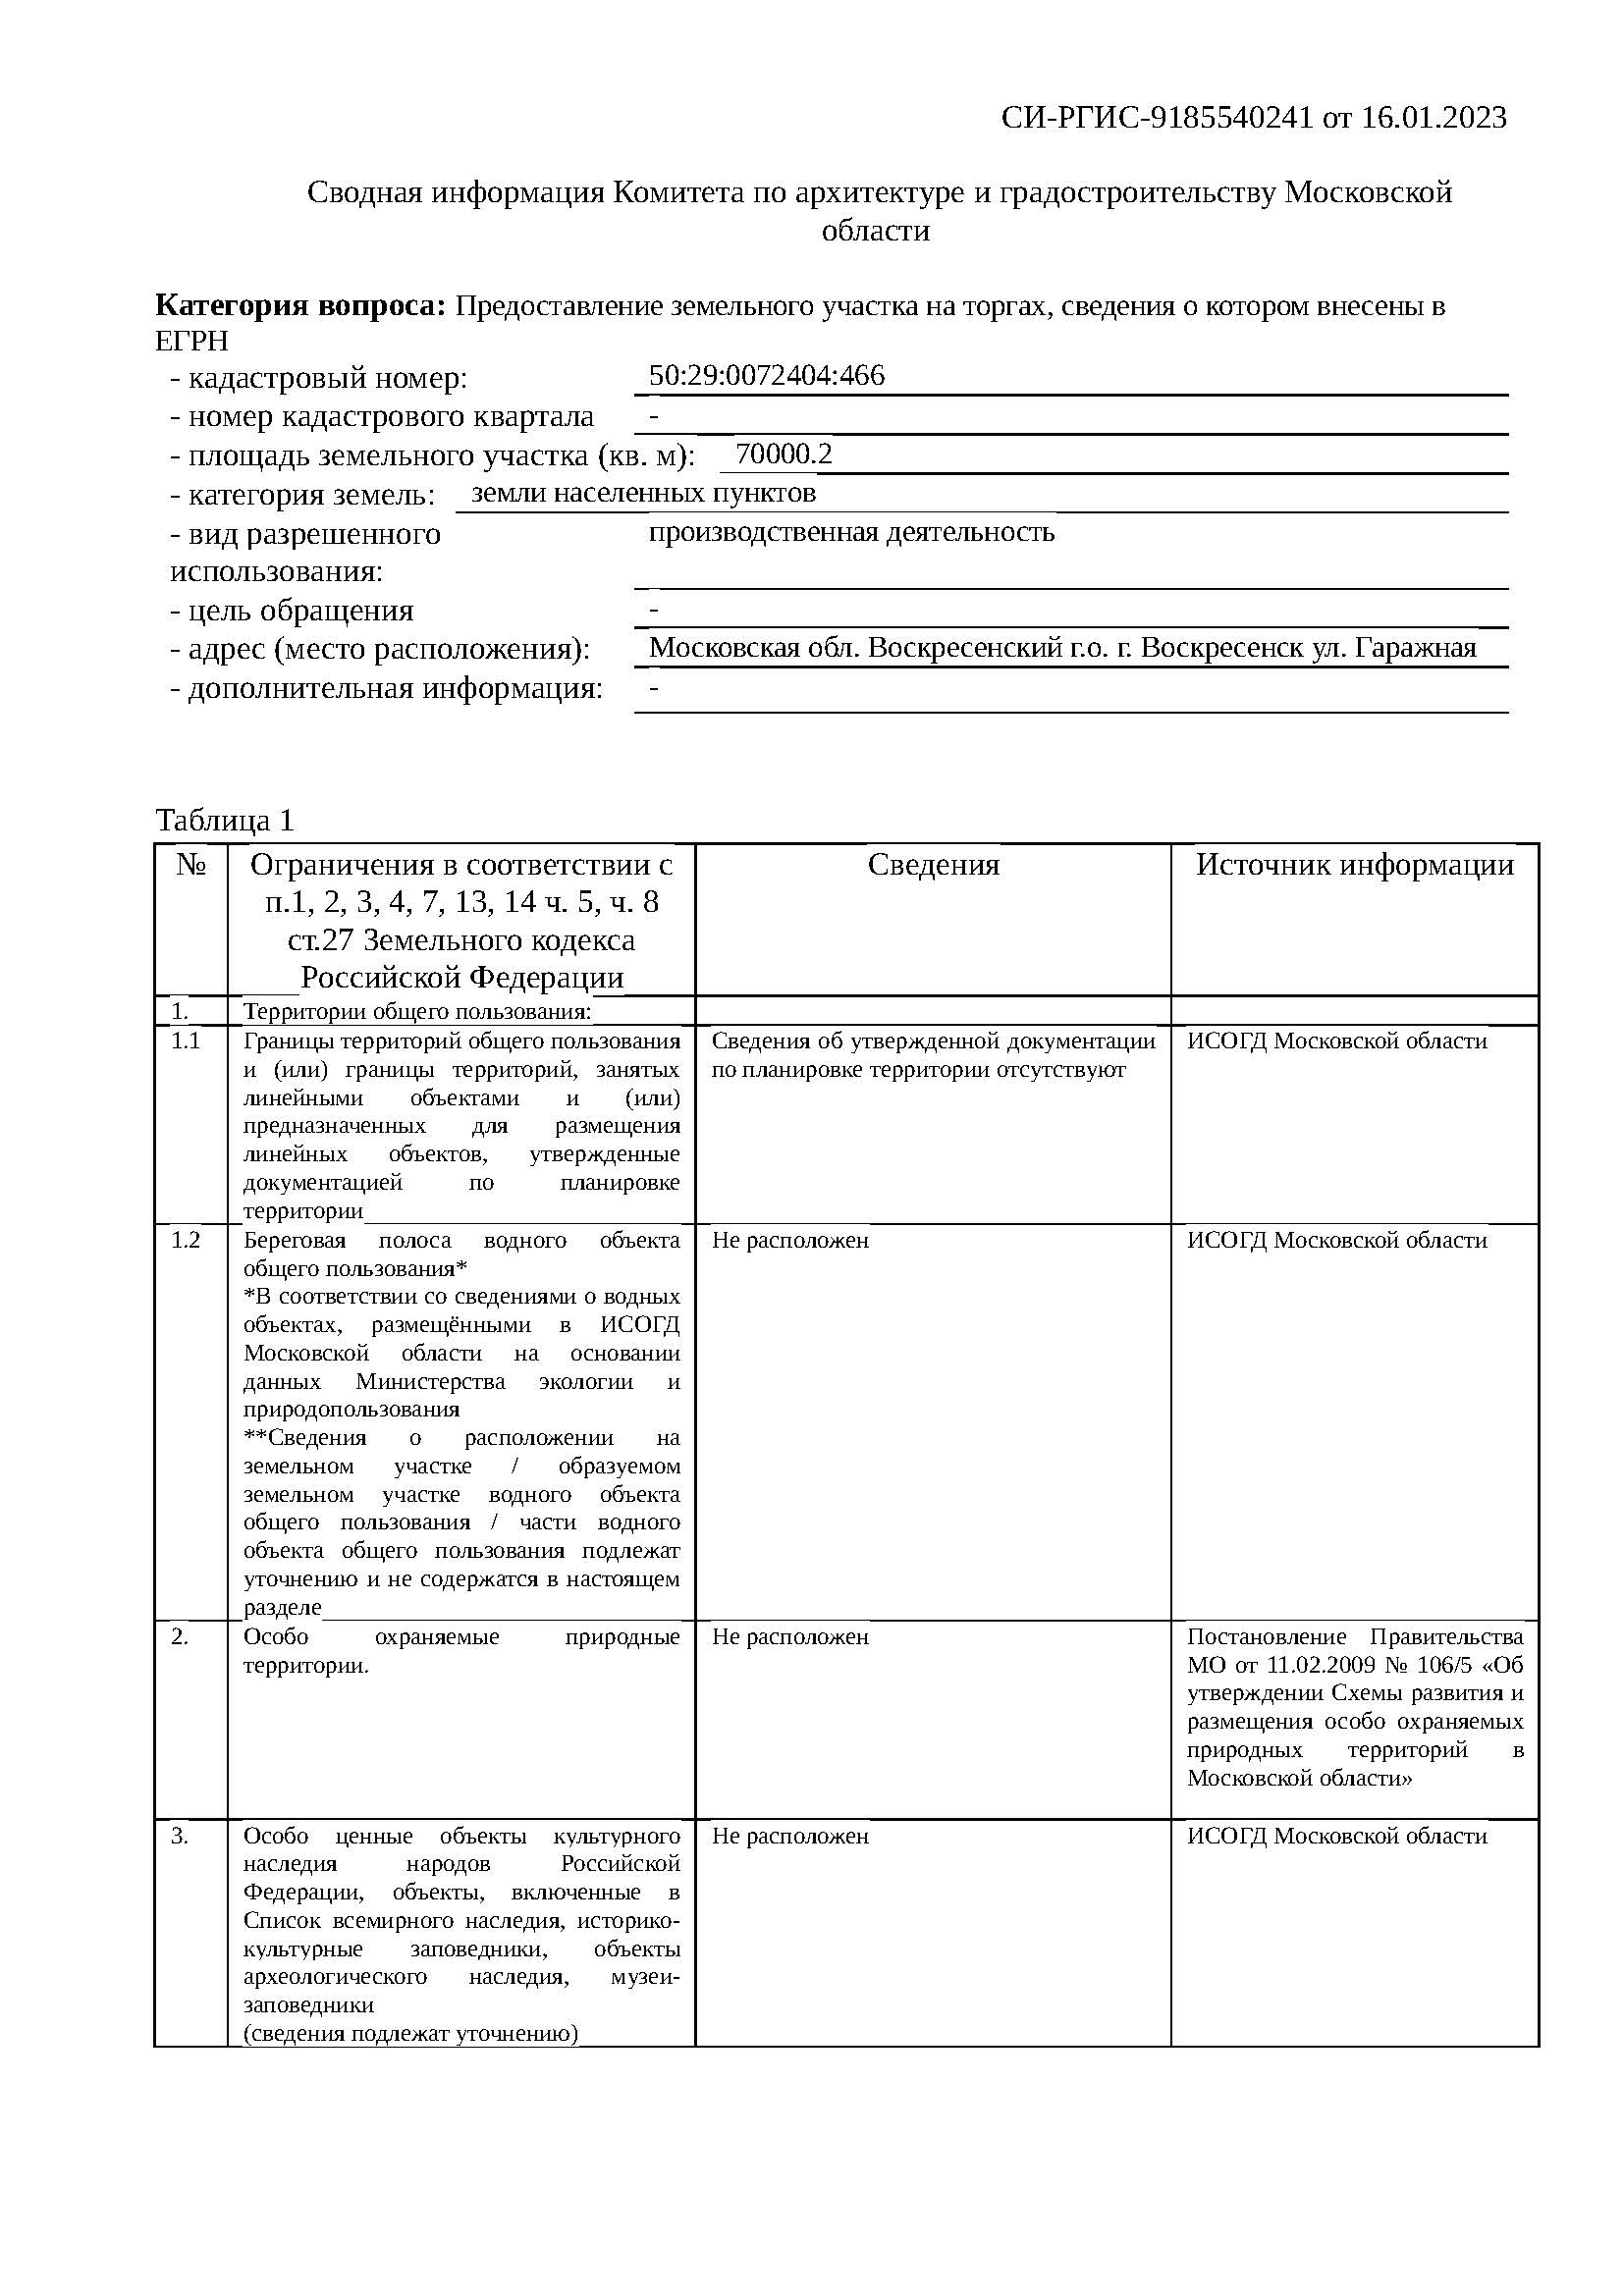 СИ-РГИС-9185540241 от 16.01.2023
Сводная информация Комитета по архитектуре и градостроительству Московской
области
Категория вопроса: Предоставление земельного участка на торгах, сведения о котором внесены в
ЕГРН
- кадастровый номер: 50:29:0072404:466
- номер кадастрового квартала -
- площадь земельного участка (кв. м): 70000.2
- категория земель: земли населенных пунктов
- вид разрешенного производственная деятельность
использования:
- цель обращения -
- адрес (место расположения): Московская обл. Воскресенский г.о. г. Воскресенск ул. Гаражная
- дополнительная информация: -
Таблица 1
№ Ограничения в соответствии с Сведения Источник информации
п.1, 2, 3, 4, 7, 13, 14 ч. 5, ч. 8
ст.27 Земельного кодекса
Российской Федерации
1. Территории общего пользования:
1.1 Границы территорий общего пользования Сведения об утвержденной документации ИСОГД Московской области
и (или) границы территорий, занятых по планировке территории отсутствуют
линейными объектами и (или)
предназначенных для размещения
линейных объектов, утвержденные
документацией по планировке
территории
1.2 Береговая полоса водного объекта Не расположен ИСОГД Московской области
общего пользования*
*В соответствии со сведениями о водных
объектах, размещёнными в ИСОГД
Московской области на основании
данных Министерства экологии и
природопользования
**Сведения о расположении на
земельном участке / образуемом
земельном участке водного объекта
общего пользования / части водного
объекта общего пользования подлежат
уточнению и не содержатся в настоящем
разделе
2. Особо охраняемые природные Не расположен Постановление Правительства
территории. МО от 11.02.2009 № 106/5 «Об
утверждении Схемы развития и
размещения особо охраняемых
природных территорий в
Московской области»
3. Особо ценные объекты культурного Не расположен ИСОГД Московской области
наследия народов Российской
Федерации, объекты, включенные в
Список всемирного наследия, историко-
культурные заповедники, объекты
археологического наследия, музеи-
заповедники
(сведения подлежат уточнению)